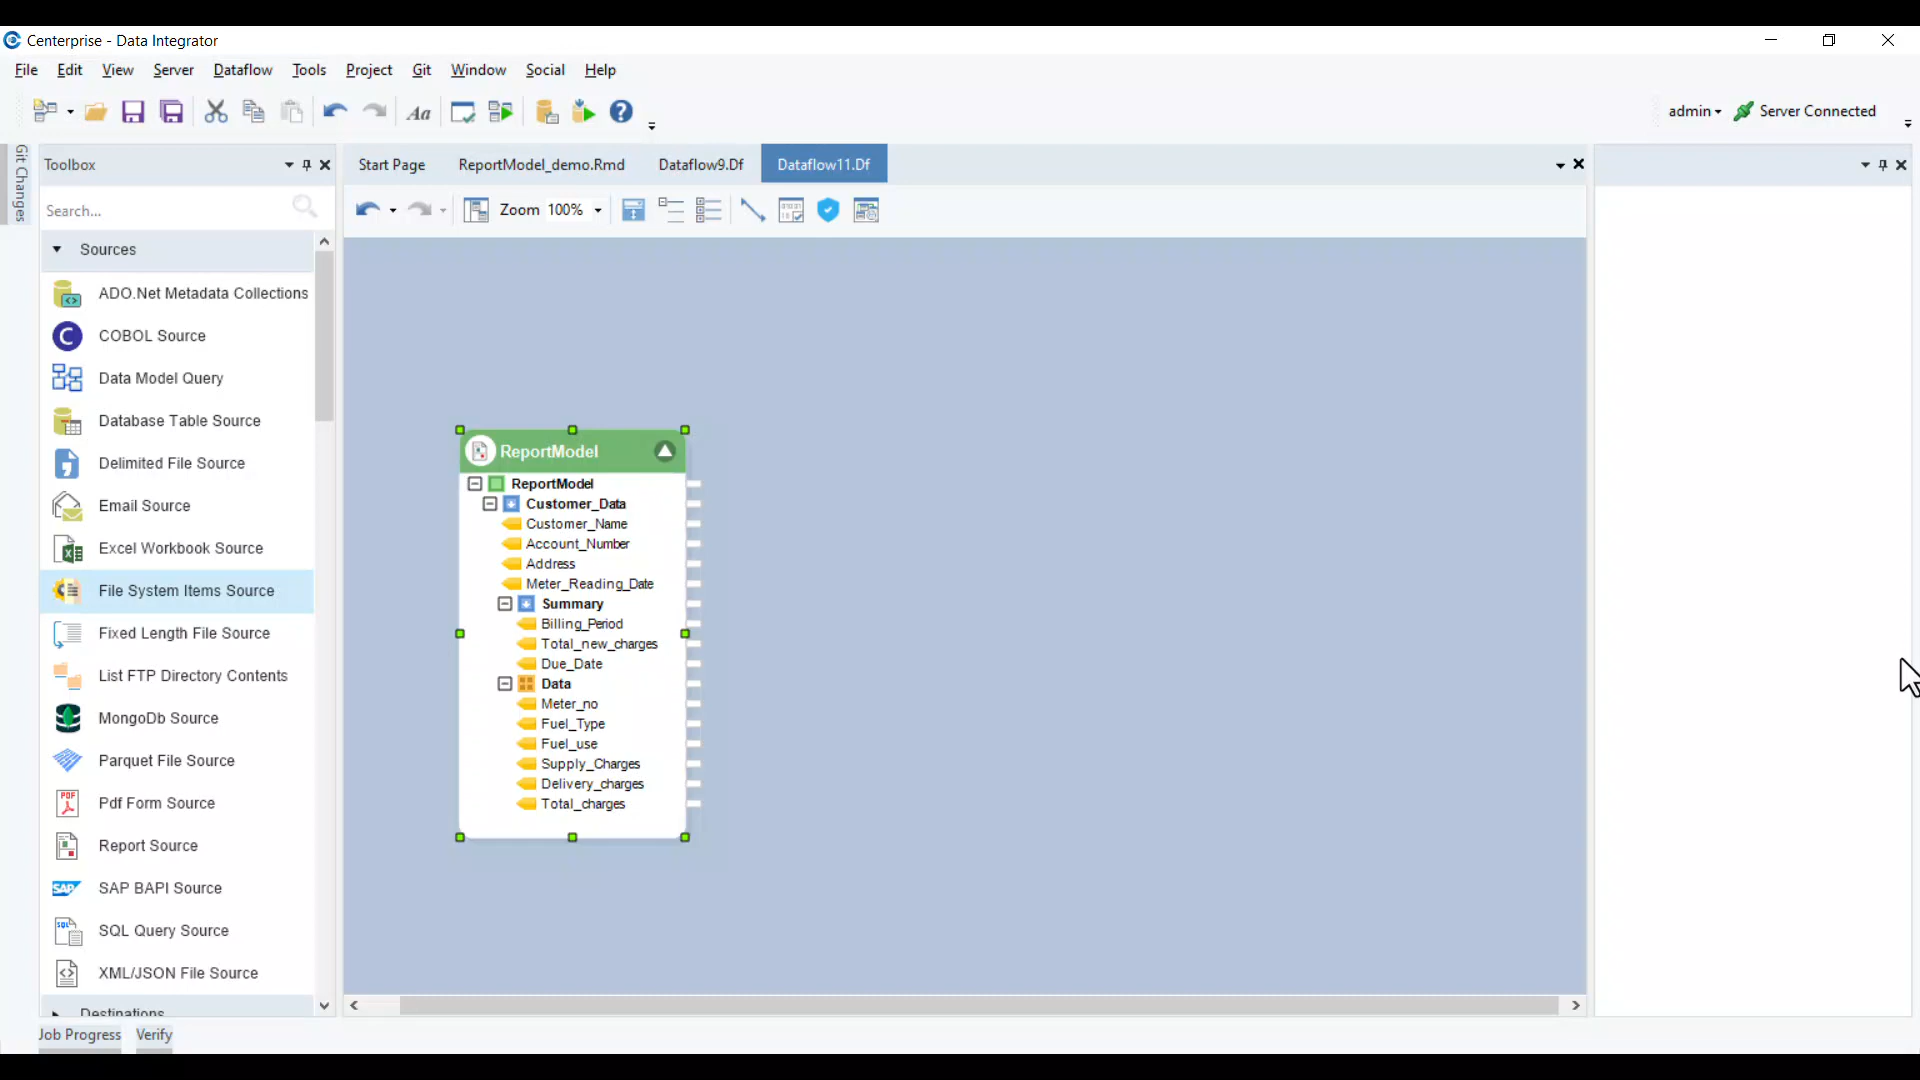 Centerprise - Data Integrator
File Edit View Server Dataflow Tools Project Git Window Social Help
Aa
admin Server Connected
Git Changes
Toolbox
Start Page ReportModel_demo.Rmd Dataflow9.Df Dataflow11.Df
Search...
Zoom 100%
Sources
ADO.Net Metadata Collections
COBOL Source
Data Model Query
Database Table Source
Delimited File Source
Email Source
Excel Workbook Source
File System Items Source
Fixed Length File Source
List FTP Directory Contents
MongoDb Source
Parquet File Source
PDF
Pdf Form Source
Report Source
SAP
SAP BAPI Source
SQL
SQL Query Source
XML/JSON File Source
Destinations
ReportModel
ReportModel
Customer_Data
Customer_Name
Account_Number
Address
Meter_Reading_Date
Summary
Billing_Period
Total_new_charges
Due_Date
Data
Meter_no
Fuel_Type
Fuel_use
Supply_Charges
Delivery_charges
Total_charges
Job Progress Verify